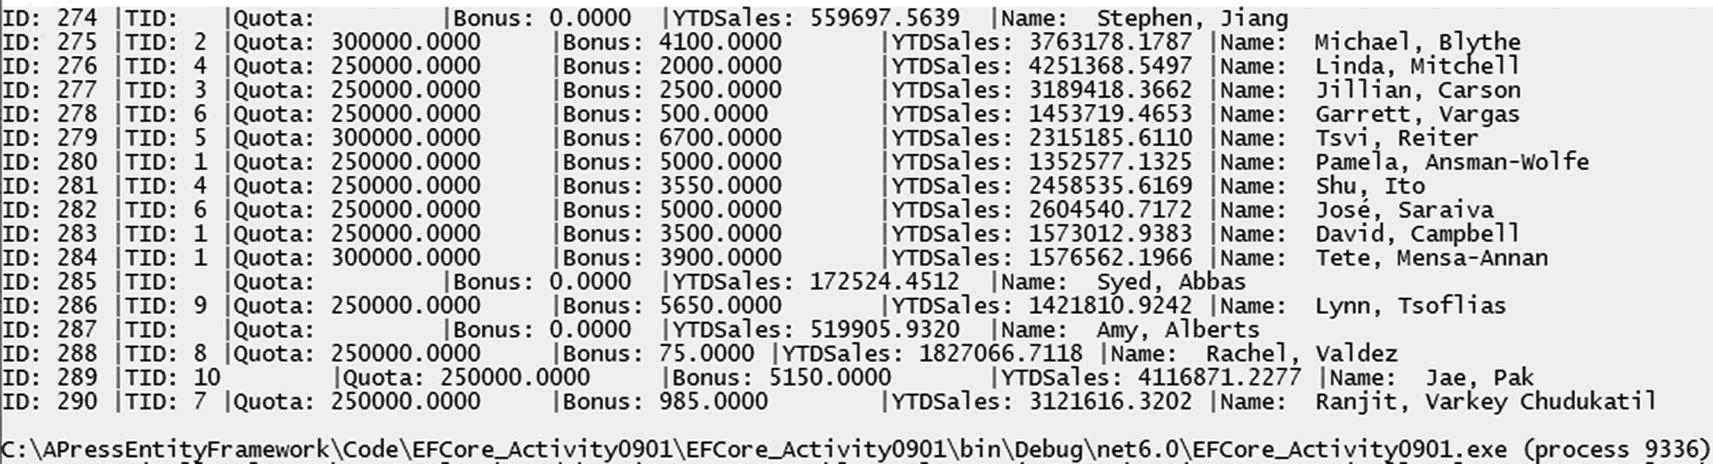 ID: 274 |TID:   |Quota:        |Bonus: 0.0000  |YTDSales: 559697.5639  |Name:  Stephen, Jiang
ID: 275 |TID: 2 |Quota: 300000.0000    |Bonus: 4100.0000      |YTDSales: 3763178.1787 |Name:  Michael, Blythe
ID: 276 |TID: 4 |Quota: 250000.0000    |Bonus: 2000.0000      |YTDSales: 4251368.5497 |Name:  Linda, Mitchell
ID: 277 |TID: 3 |Quota: 250000.0000    |Bonus: 2500.0000      |YTDSales: 3189418.3662 |Name:  Jillian, Carson
ID: 278 |TID: 6 |Quota: 250000.0000    |Bonus: 500.0000       |YTDSales: 1453719.4653 |Name:  Garrett, Vargas
ID: 279 |TID: 5 |Quota: 300000.0000    |Bonus: 6700.0000      |YTDSales: 2315185.6110 |Name:  Tsvi, Reiter
ID: 280 |TID: 1 |Quota: 250000.0000    |Bonus: 5000.0000      |YTDSales: 1352577.1325 |Name:  Pamela, Ansman-Wolfe
ID: 281 |TID: 4 |Quota: 250000.0000    |Bonus: 3550.0000      |YTDSales: 2458535.6169 |Name:  Shu, Ito
ID: 282 |TID: 6 |Quota: 250000.0000    |Bonus: 5000.0000      |YTDSales: 2604540.7172 |Name:  José, Saraiva
ID: 283 |TID: 1 |Quota: 250000.0000    |Bonus: 3500.0000      |YTDSales: 1573012.9383 |Name:  David, Campbell
ID: 284 |TID: 1 |Quota: 300000.0000    |Bonus: 3900.0000      |YTDSales: 1576562.1966 |Name:  Tete, Mensa-Annan
ID: 285 |TID:   |Quota:        |Bonus: 0.0000  |YTDSales: 172524.4512  |Name:  Syed, Abbas
ID: 286 |TID: 9 |Quota: 250000.0000    |Bonus: 5650.0000      |YTDSales: 1421810.9242 |Name:  Lynn, Tsoflias
ID: 287 |TID:   |Quota:        |Bonus: 0.0000  |YTDSales: 519905.9320  |Name:  Amy, Alberts
ID: 288 |TID: 8 |Quota: 250000.0000    |Bonus: 75.0000 |YTDSales: 1827066.7118 |Name:  Rachel, Valdez
ID: 289 |TID: 10       |Quota: 250000.0000    |Bonus: 5150.0000      |YTDSales: 4116871.2277 |Name:  Jae, Pak
ID: 290 |TID: 7 |Quota: 250000.0000    |Bonus: 985.0000       |YTDSales: 3121616.3202 |Name:  Ranjit, Varkey Chudukatil
C:\APressEntityFramework\Code\EFCore_Activity0901\EFCore_Activity0901\bin\Debug\net6.0\EFCore_Activity0901.exe (process 9336)